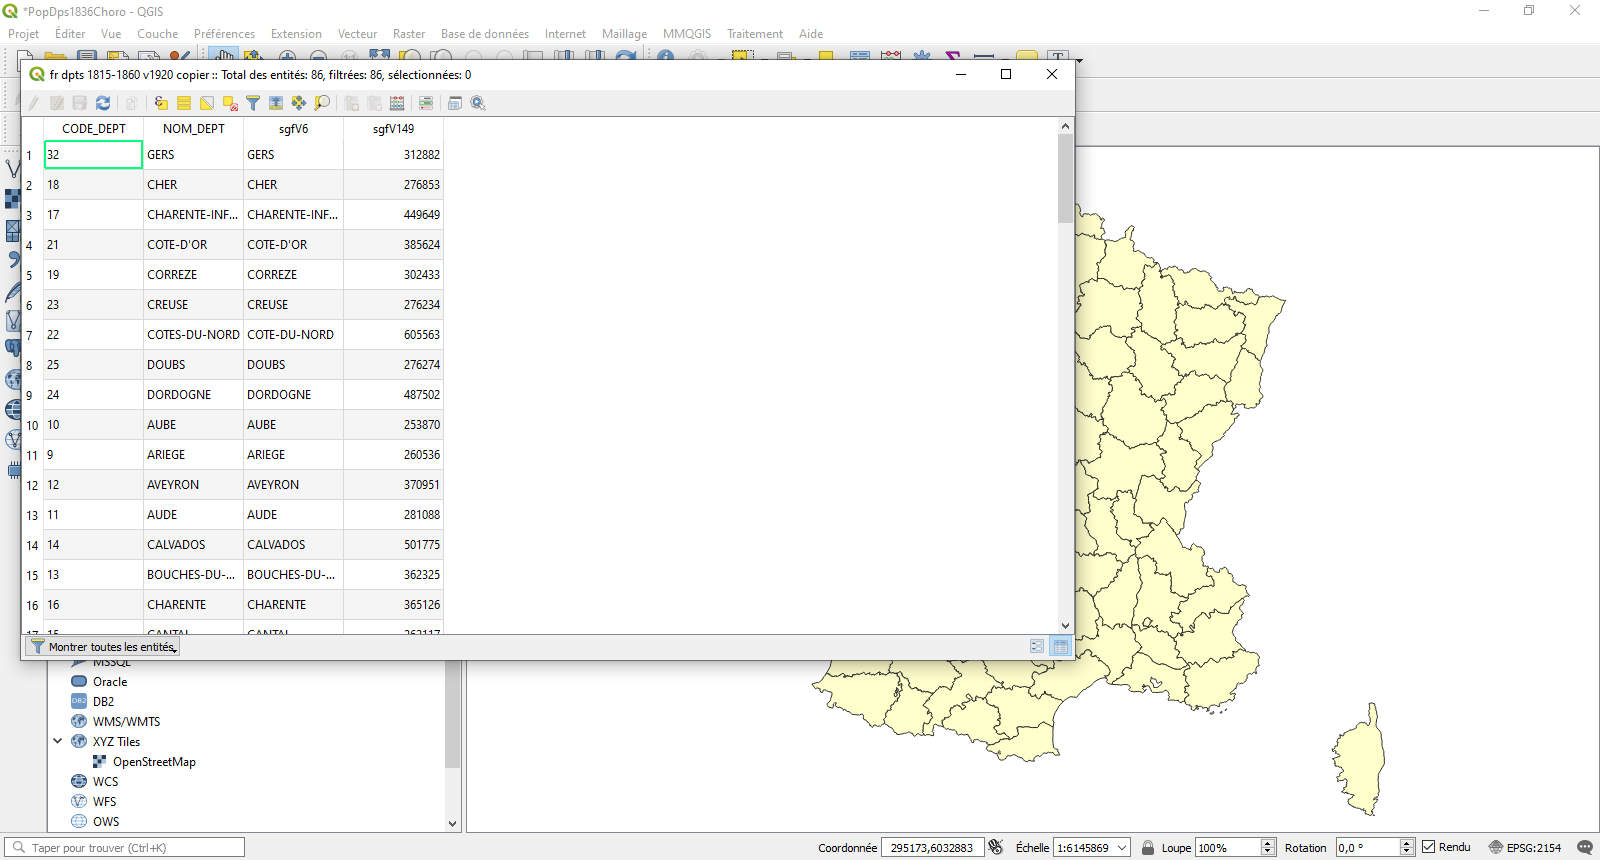 *PopDps1836Choro - QGIS
Projet Éditer Vue Couche Préférences Extension Vecteur Raster Base de données Internet Maillage MMQGIS Traitement Aide
fr dpts 1815-1860 v1920 copier :: Total des entités: 86, filtrées: 86, sélectionnées: 0
CODE_DEPT NOM_DEPT sgfV6 sgfV149
1 32 GERS GERS 312882
2 18 CHER CHER 276853
3 17 CHARENTE-INF... CHARENTE-INF... 449649
4 21 COTE-D'OR COTE-D'OR 385624
5 19 CORREZE CORREZE 302433
6 23 CREUSE CREUSE 276234
7 22 COTES-DU-NORD COTE-DU-NORD 605563
8 25 DOUBS DOUBS 276274
9 24 DORDOGNE DORDOGNE 487502
10 10 AUBE AUBE 253870
11 9 ARIEGE ARIEGE 260536
12 12 AVEYRON AVEYRON 370951
13 11 AUDE AUDE 281088
14 14 CALVADOS CALVADOS 501775
15 13 BOUCHES-DU-... BOUCHES-DU-... 362325
16 16 CHARENTE CHARENTE 365126
17 15 CANTAL CANTAL 262117
Montrer toutes les entités
MSSQL
Oracle
DB2 DB2
WMS/WMTS
XYZ Tiles
OpenStreetMap
WCS
WFS
OWS
Taper pour trouver (Ctrl+K) Coordonnée 295173,6032883 Échelle 1:6145869 Loupe 100% Rotation 0,0 ° Rendu EPSG:2154